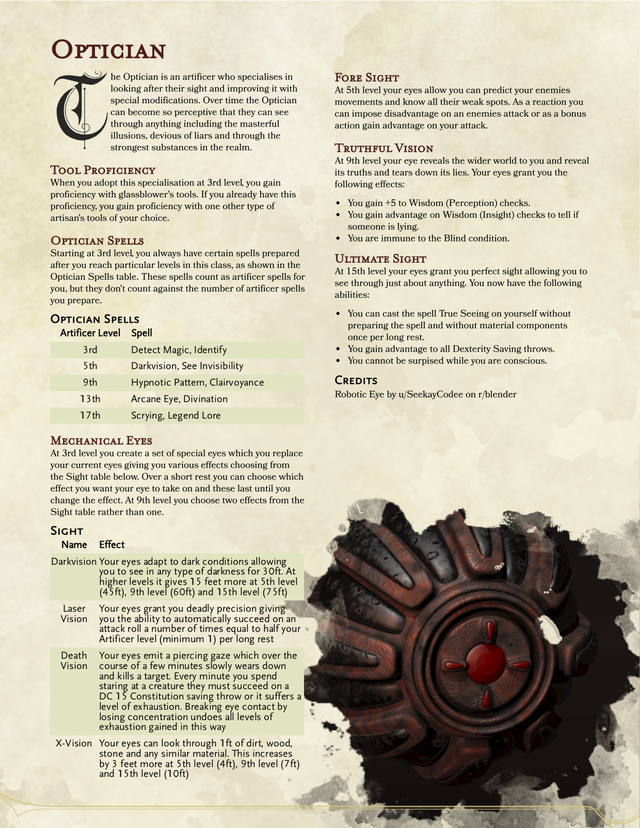 Optician
The Optician is an artificer who specialises in
looking after their sight and improving it with
special modifications. Over time the Optician
can become so perceptive that they can see
through anything including the masterful
illusions, devious of liars and through the
strongest substances in the realm.
Tool Proficiency
When you adopt this specialisation at 3rd level, you gain
proficiency with glassblower's tools. If you already have this
proficiency, you gain proficiency with one other type of
artisan's tools of your choice.
Optician Spells
Starting at 3rd level, you always have certain spells prepared
after you reach particular levels in this class, as shown in the
Optician Spells table. These spells count as artificer spells for
you, but they don't count against the number of artificer spells
you prepare.
Optician Spells
Artificer Level Spell
3rd Detect Magic, Identify
5th Darkvision, See Invisibility
9th Hypnotic Pattern, Clairvoyance
13th Arcane Eye, Divination
17th Scrying, Legend Lore
Mechanical Eyes
At 3rd level you create a set of special eyes which you replace
your current eyes giving you various effects choosing from
the Sight table below. Over a short rest you can choose which
effect you want your eye to take on and these last until you
change the effect. At 9th level you choose two effects from the
Sight table rather than one.
Sight
Name Effect
Darkvision Your eyes adapt to dark conditions allowing
you to see in any type of darkness for 30ft. At
higher levels it gives 15 feet more at 5th level
(45ft), 9th level (60ft) and 15th level (75ft)
Laser Vision Your eyes grant you deadly precision giving
you the ability to automatically succeed on an
attack roll a number of times equal to half your
Artificer level (minimum 1) per long rest
Death Vision Your eyes emit a piercing gaze which over the
course of a few minutes slowly wears down
and kills a target. Every minute you spend
staring at a creature they must succeed on a
DC 15 Constitution saving throw or it suffers a
level of exhaustion. Breaking eye contact by
losing concentration undoes all levels of
exhaustion gained in this way
X-Vision Your eyes can look through 1ft of dirt, wood,
stone and any similar material. This increases
by 3 feet more at 5th level (4ft), 9th level (7ft)
and 15th level (10ft)
Fore Sight
At 5th level your eyes allow you can predict your enemies
movements and know all their weak spots. As a reaction you
can impose disadvantage on an enemies attack or as a bonus
action gain advantage on your attack.
Truthful Vision
At 9th level your eye reveals the wider world to you and reveal
its truths and tears down its lies. Your eyes grant you the
following effects:
• You gain +5 to Wisdom (Perception) checks.
• You gain advantage on Wisdom (Insight) checks to tell if
someone is lying.
• You are immune to the Blind condition.
Ultimate Sight
At 15th level your eyes grant you perfect sight allowing you to
see through just about anything. You now have the following
abilities:
• You can cast the spell True Seeing on yourself without
preparing the spell and without material components
once per long rest.
• You gain advantage to all Dexterity Saving throws.
• You cannot be surpised while you are conscious.
Credits
Robotic Eye by u/SeekayCodee on r/blender